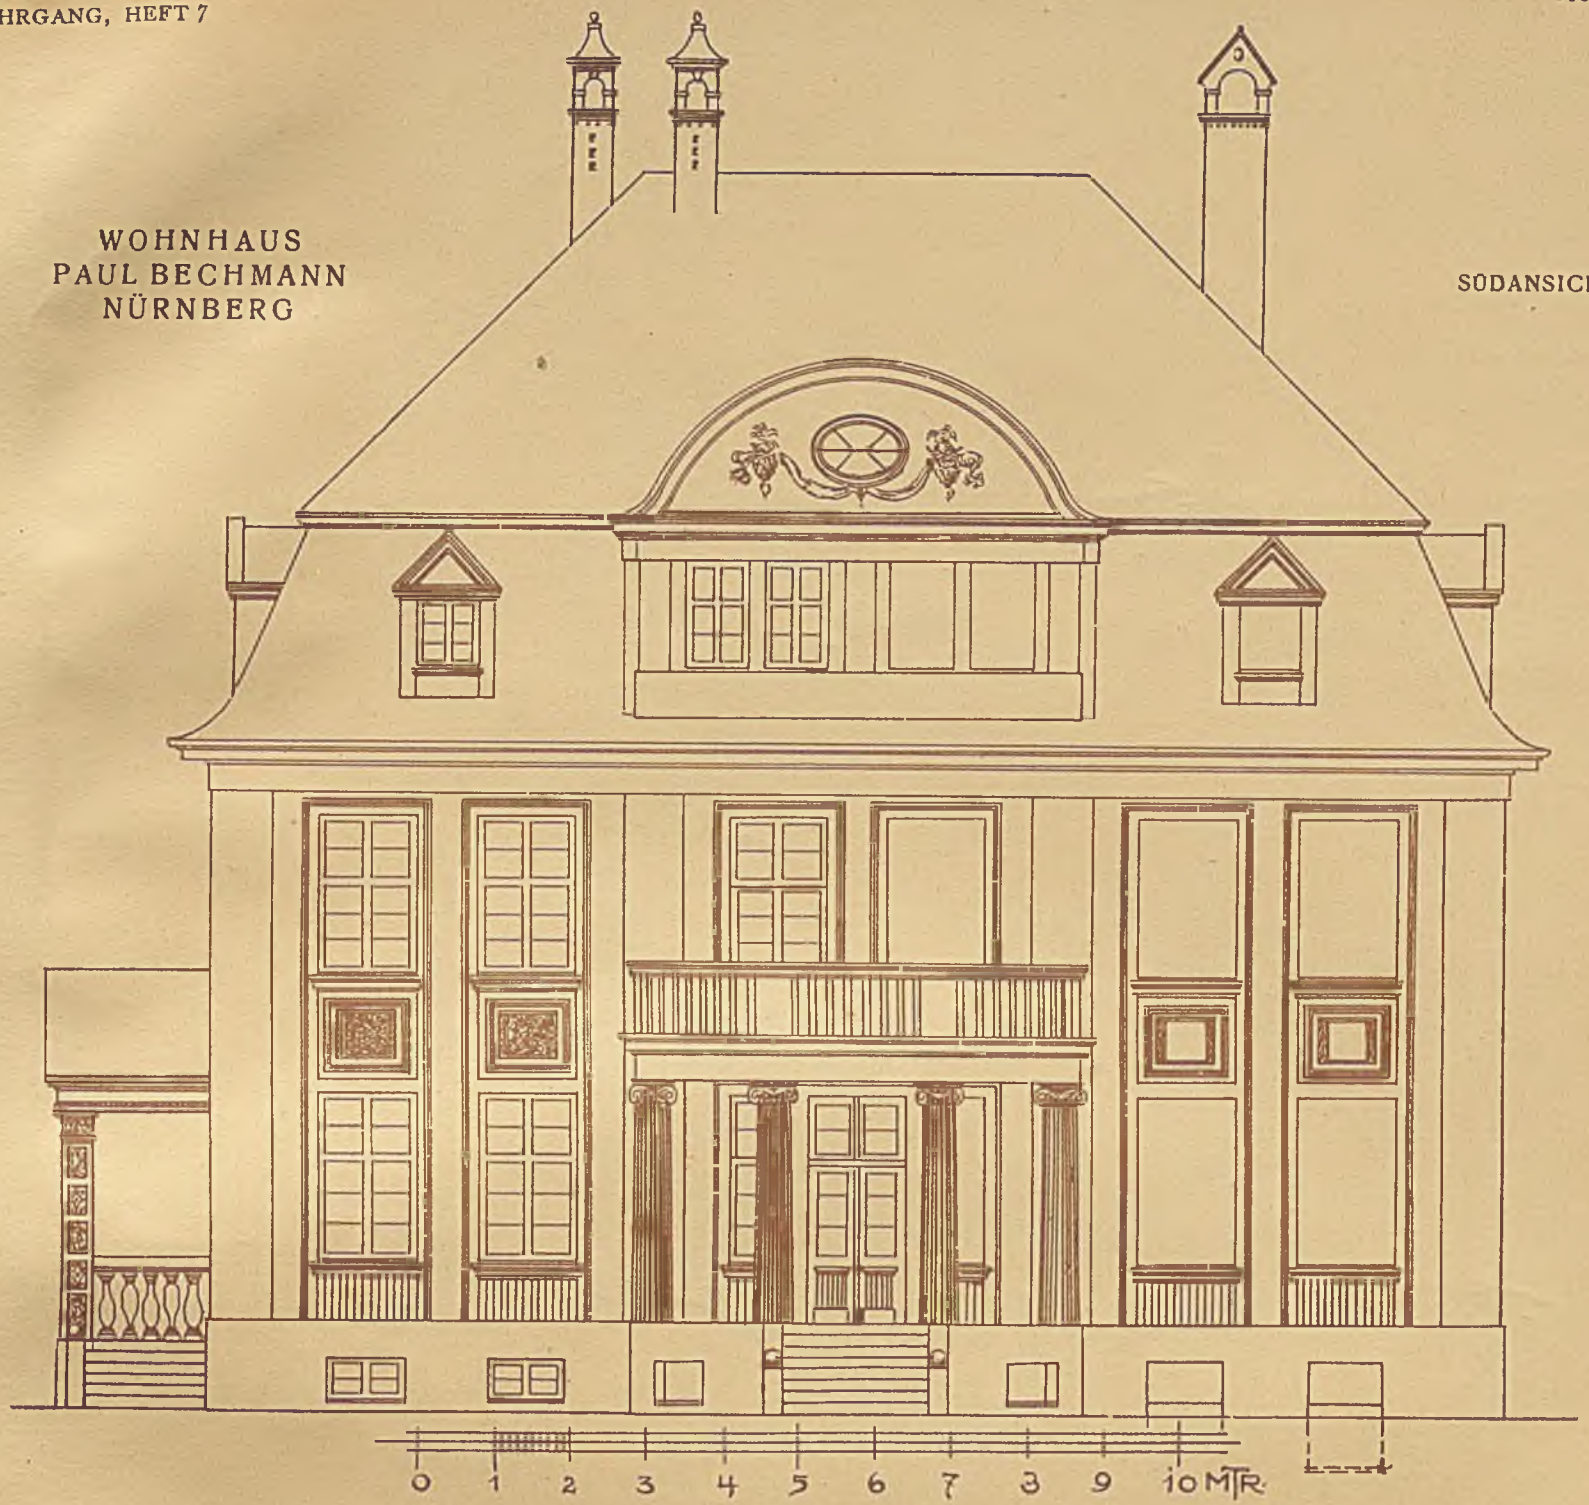 HRGANG, HEFT 7
WOHNHAUS
PAUL BECHMANN
NÜRNBERG
SÜDANSICH
0 1 2 3 4 5 6 7 8 9 10 MTR.